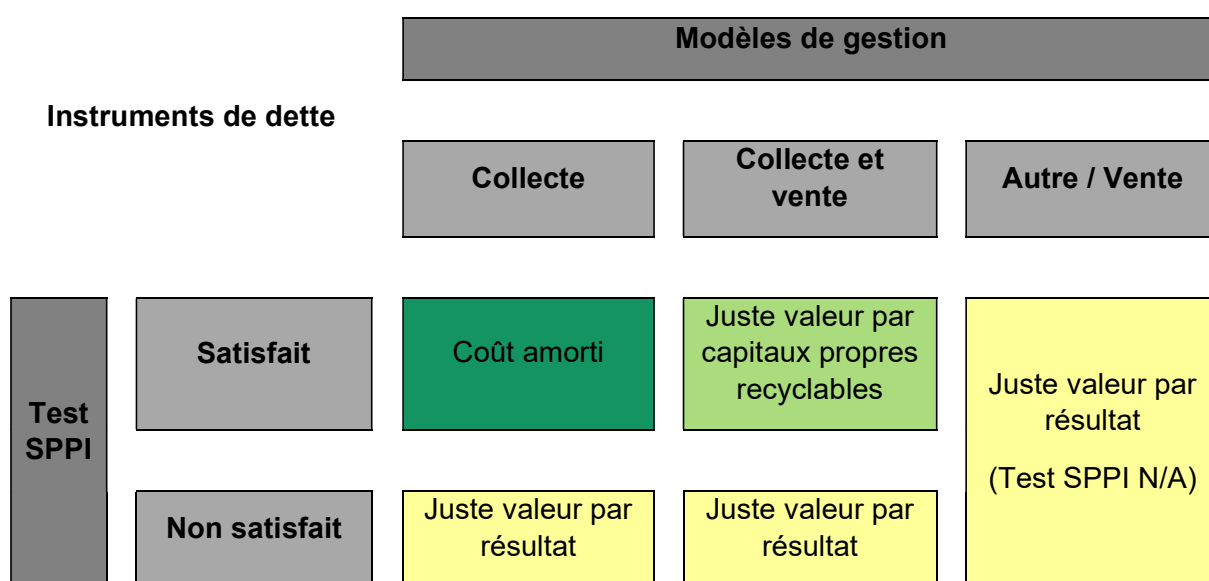 Modèles de gestion
Instruments de dette
Collecte
Collecte et
vente
Autre / Vente
Test
SPPI
Satisfait
Coût amorti
Juste valeur par
capitaux propres
recyclables
Juste valeur par
résultat
(Test SPPI N/A)
Non satisfait
Juste valeur par
résultat
Juste valeur par
résultat